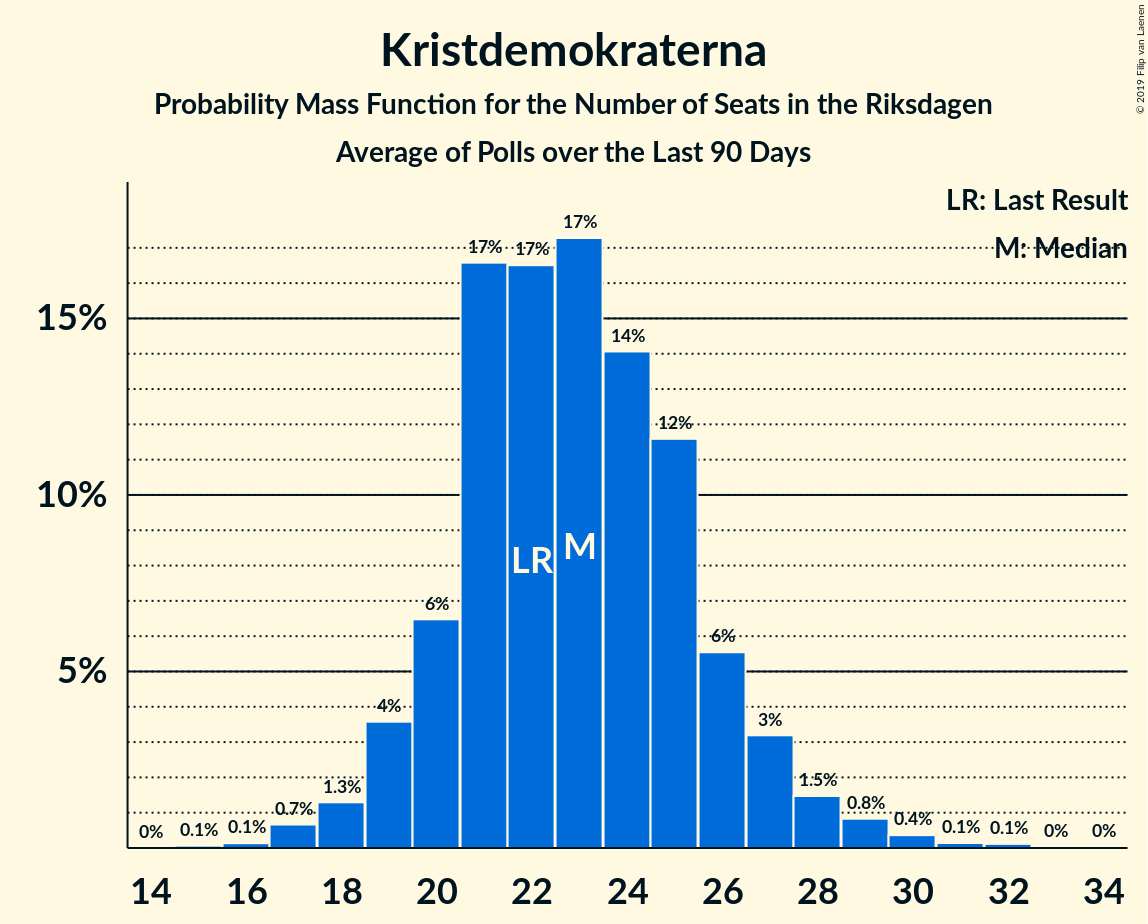 Kristdemokraterna
Probability Mass Function for the Number of Seats in the Riksdagen
Average of Polls over the Last 90 Days
© 2019 Filip van Laenen
LR: Last Result
M: Median
15%
10%
5%
0%
0.1%
0.1%
0.7%
1.3%
4%
6%
17%
17%
17%
14%
12%
6%
3%
1.5%
0.8%
0.4%
0.1%
0.1%
0%
0%
LR
M
14 16 18 20 22 24 26 28 30 32 34